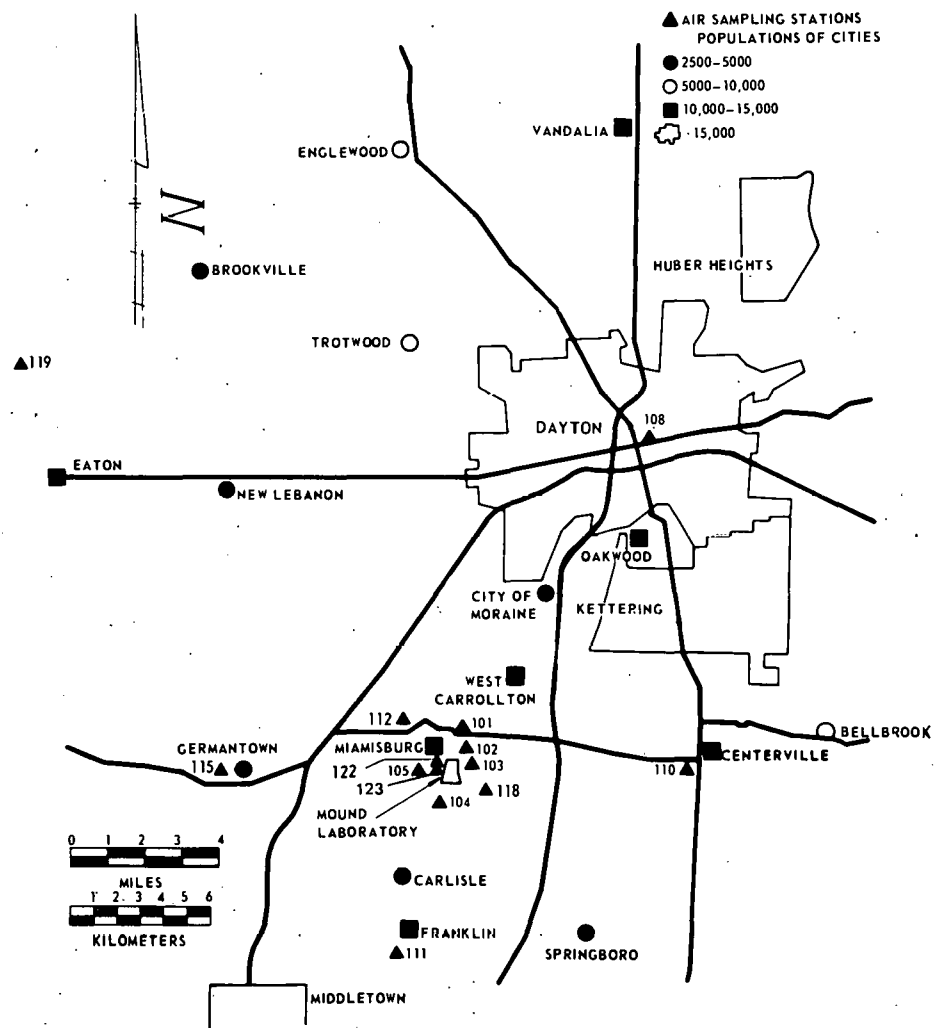 ▲ AIR SAMPLING STATIONS
POPULATIONS OF CITIES
● 2500-5000
○ 5000-10,000
■ 10,000-15,000
· 15,000
VANDALIA
ENGLEWOOD
N
HUBER HEIGHTS
BROOKVILLE
TROTWOOD
119
DAYTON
108
EATON
NEW LEBANON
OAKWOOD
CITY OF
MORAINE
KETTERING
WEST
CARROLLTON
112
101
BELLBROOK
GERMANTOWN
MIAMISBURG
102
CENTERVILLE
115
122
105
103
110
123
118
104
MOUND
LABORATORY
0 1 2 3 4
MILES
CARLISLE
1 2 3 4 5 6
KILOMETERS
FRANKLIN
SPRINGBORO
111
MIDDLETOWN